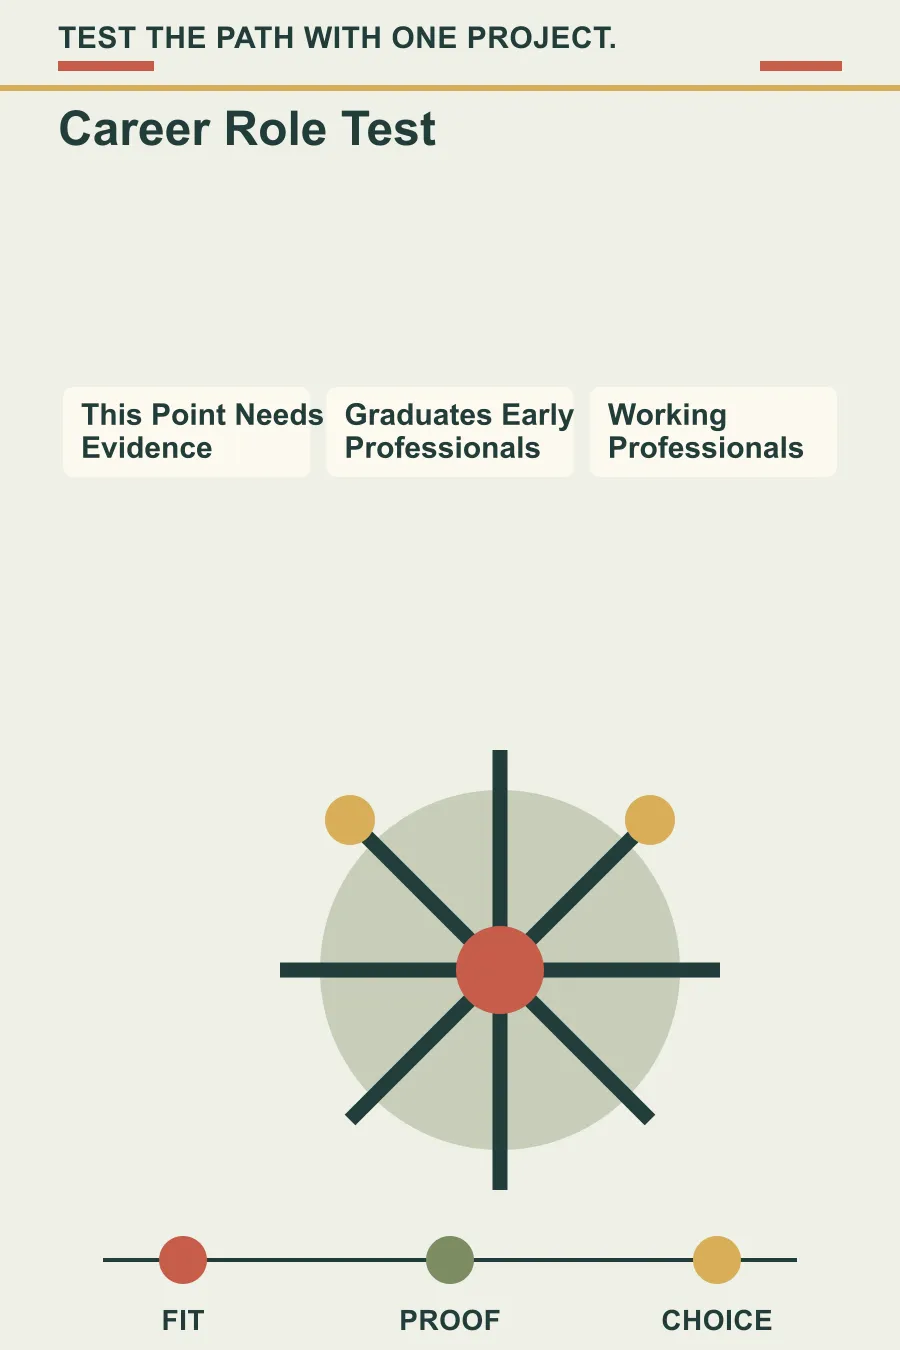 TEST THE PATH WITH ONE PROJECT.
Career Role Test
This Point Needs
Evidence
Graduates Early
Professionals
Working
Professionals
FIT
PROOF
CHOICE